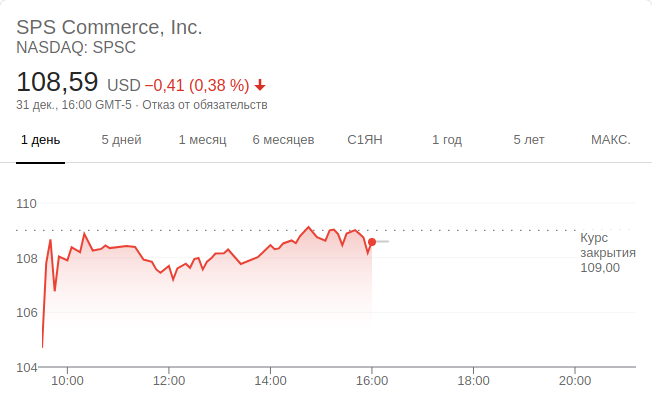 SPS Commerce, Inc.
NASDAQ: SPSC
108,59 USD −0,41 (0,38 %)
31 дек., 16:00 GMT-5 · Отказ от обязательств
1 день 5 дней 1 месяц 6 месяцев С1ЯН 1 год 5 лет МАКС.
110
Курс
закрытия
109,00
108
106
104
10:00 12:00 14:00 16:00 18:00 20:00